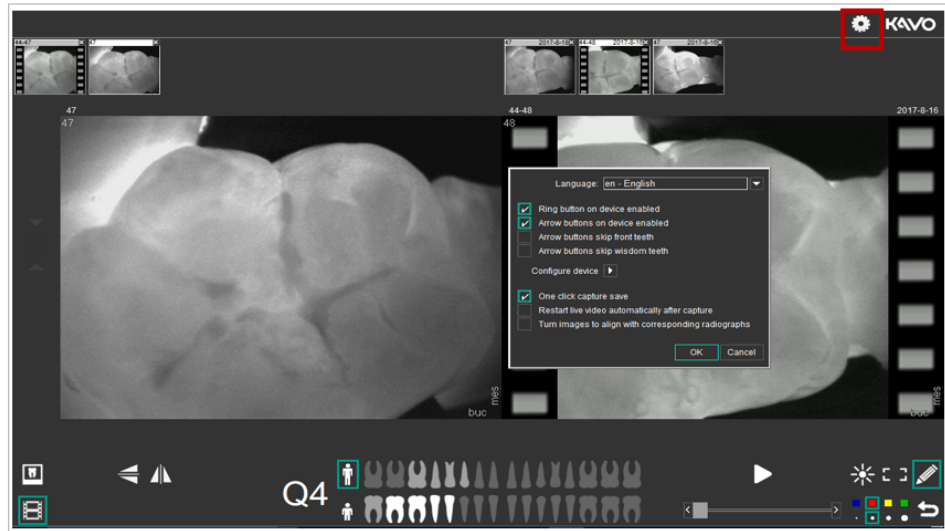 KAVO
44-47
47
47 2017-8-16
44-48 2017-8-16
47 2017-8-16
47
44-48
2017-8-16
47
48
Language: en - English
Ring button on device enabled
Arrow buttons on device enabled
Arrow buttons skip front teeth
Arrow buttons skip wisdom teeth
Configure device
One click capture save
Restart live video automatically after capture
Turn images to align with corresponding radiographs
OK Cancel
mes
buc
mes
buc
Q4